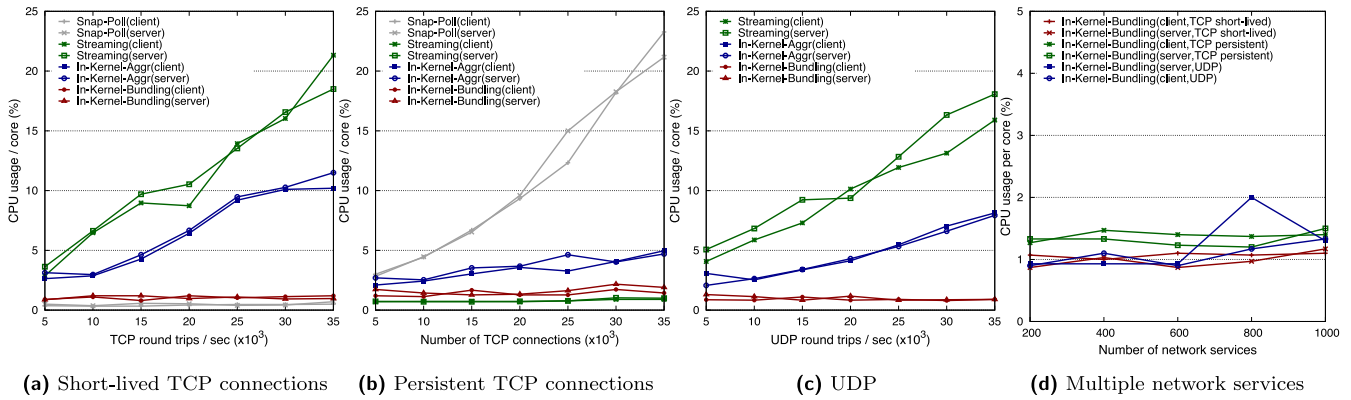 Snap-Poll(client)
Snap-Poll(server)
Streaming(client)
Streaming(server)
In-Kernel-Aggr(client)
In-Kernel-Aggr(server)
In-Kernel-Bundling(client)
In-Kernel-Bundling(server)
CPU usage / core (%)
25
20
15
10
5
0
5 10 15 20 25 30 35
TCP round trips / sec (x10³)
(a) Short-lived TCP connections
Snap-Poll(client)
Snap-Poll(server)
Streaming(client)
Streaming(server)
In-Kernel-Aggr(client)
In-Kernel-Aggr(server)
In-Kernel-Bundling(client)
In-Kernel-Bundling(server)
CPU usage / core (%)
25
20
15
10
5
0
5 10 15 20 25 30 35
Number of TCP connections (x10³)
(b) Persistent TCP connections
Streaming(client)
Streaming(server)
In-Kernel-Aggr(client)
In-Kernel-Aggr(server)
In-Kernel-Bundling(client)
In-Kernel-Bundling(server)
CPU usage / core (%)
25
20
15
10
5
0
5 10 15 20 25 30 35
UDP round trips / sec (x10³)
(c) UDP
In-Kernel-Bundling(client,TCP short-lived)
In-Kernel-Bundling(server,TCP short-lived)
In-Kernel-Bundling(client,TCP persistent)
In-Kernel-Bundling(server,TCP persistent)
In-Kernel-Bundling(server,UDP)
In-Kernel-Bundling(client,UDP)
CPU usage per core (%)
5
4
3
2
1
0
200 400 600 800 1000
Number of network services
(d) Multiple network services